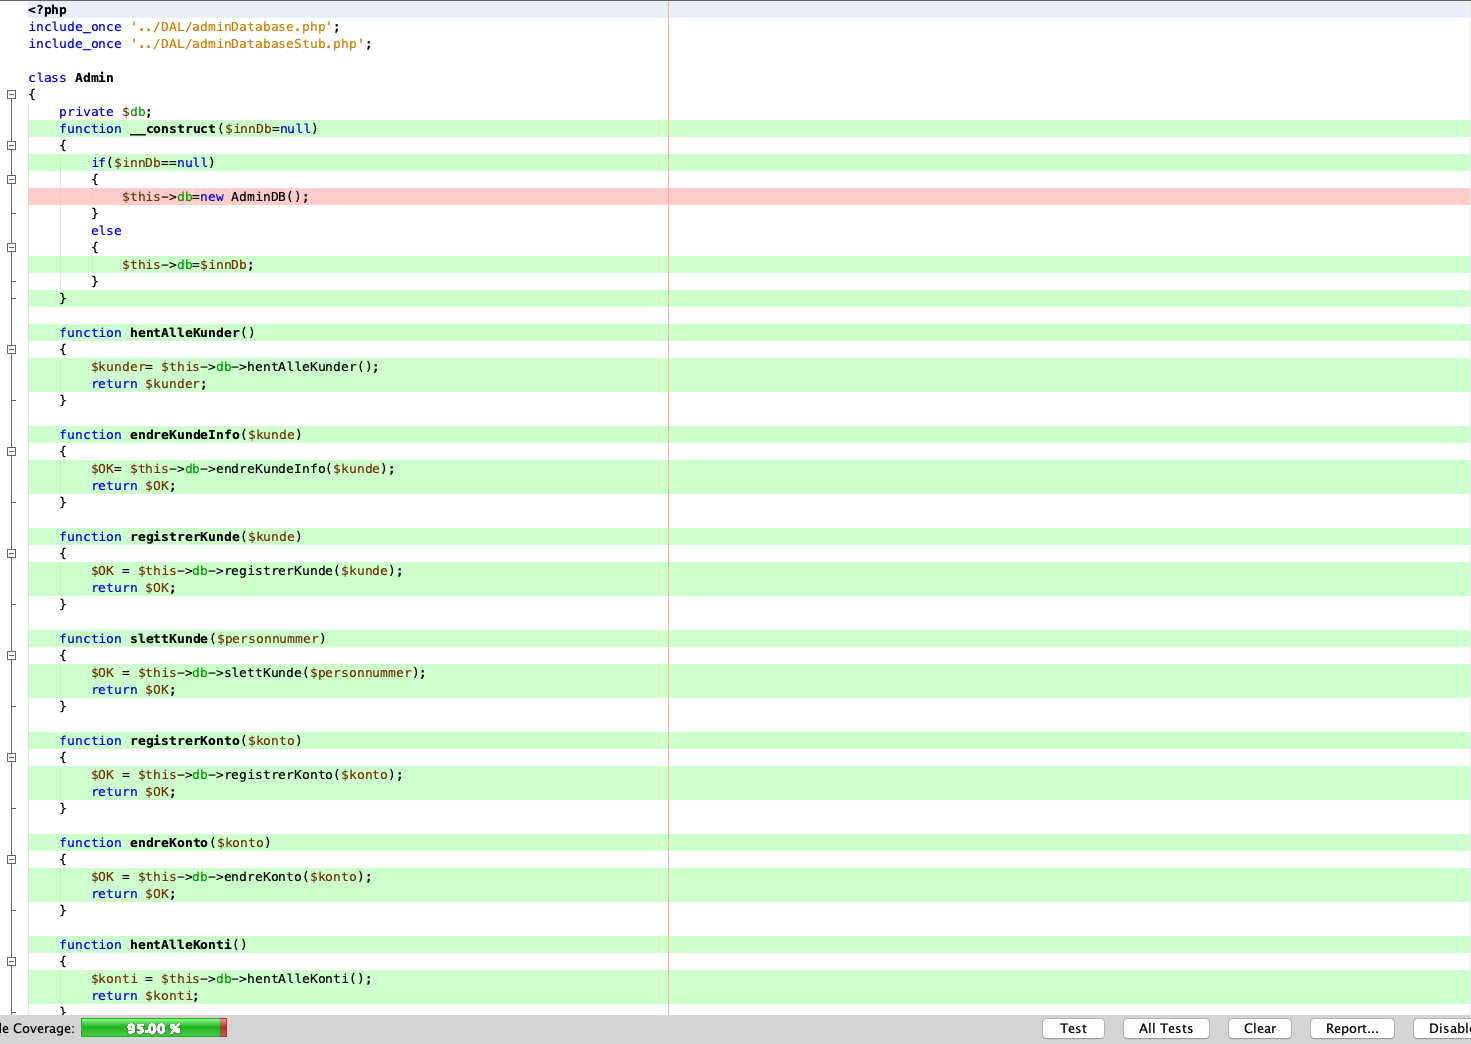 <?php
include_once '../DAL/adminDatabase.php';
include_once '../DAL/adminDatabaseStub.php';
class Admin
{
private $db;
function __construct($innDb=null)
{
if($innDb==null)
{
$this->db=new AdminDB();
}
else
{
$this->db=$innDb;
}
}
function hentAlleKunder()
{
$kunder= $this->db->hentAlleKunder();
return $kunder;
}
function endreKundeInfo($kunde)
{
$OK= $this->db->endreKundeInfo($kunde);
return $OK;
}
function registrerKunde($kunde)
{
$OK = $this->db->registrerKunde($kunde);
return $OK;
}
function slettKunde($personnummer)
{
$OK = $this->db->slettKunde($personnummer);
return $OK;
}
function registrerKonto($konto)
{
$OK = $this->db->registrerKonto($konto);
return $OK;
}
function endreKonto($konto)
{
$OK = $this->db->endreKonto($konto);
return $OK;
}
function hentAlleKonti()
{
$konti = $this->db->hentAlleKonti();
return $konti;
}
le Coverage: 95.00 % Test All Tests Clear Report... Disabl